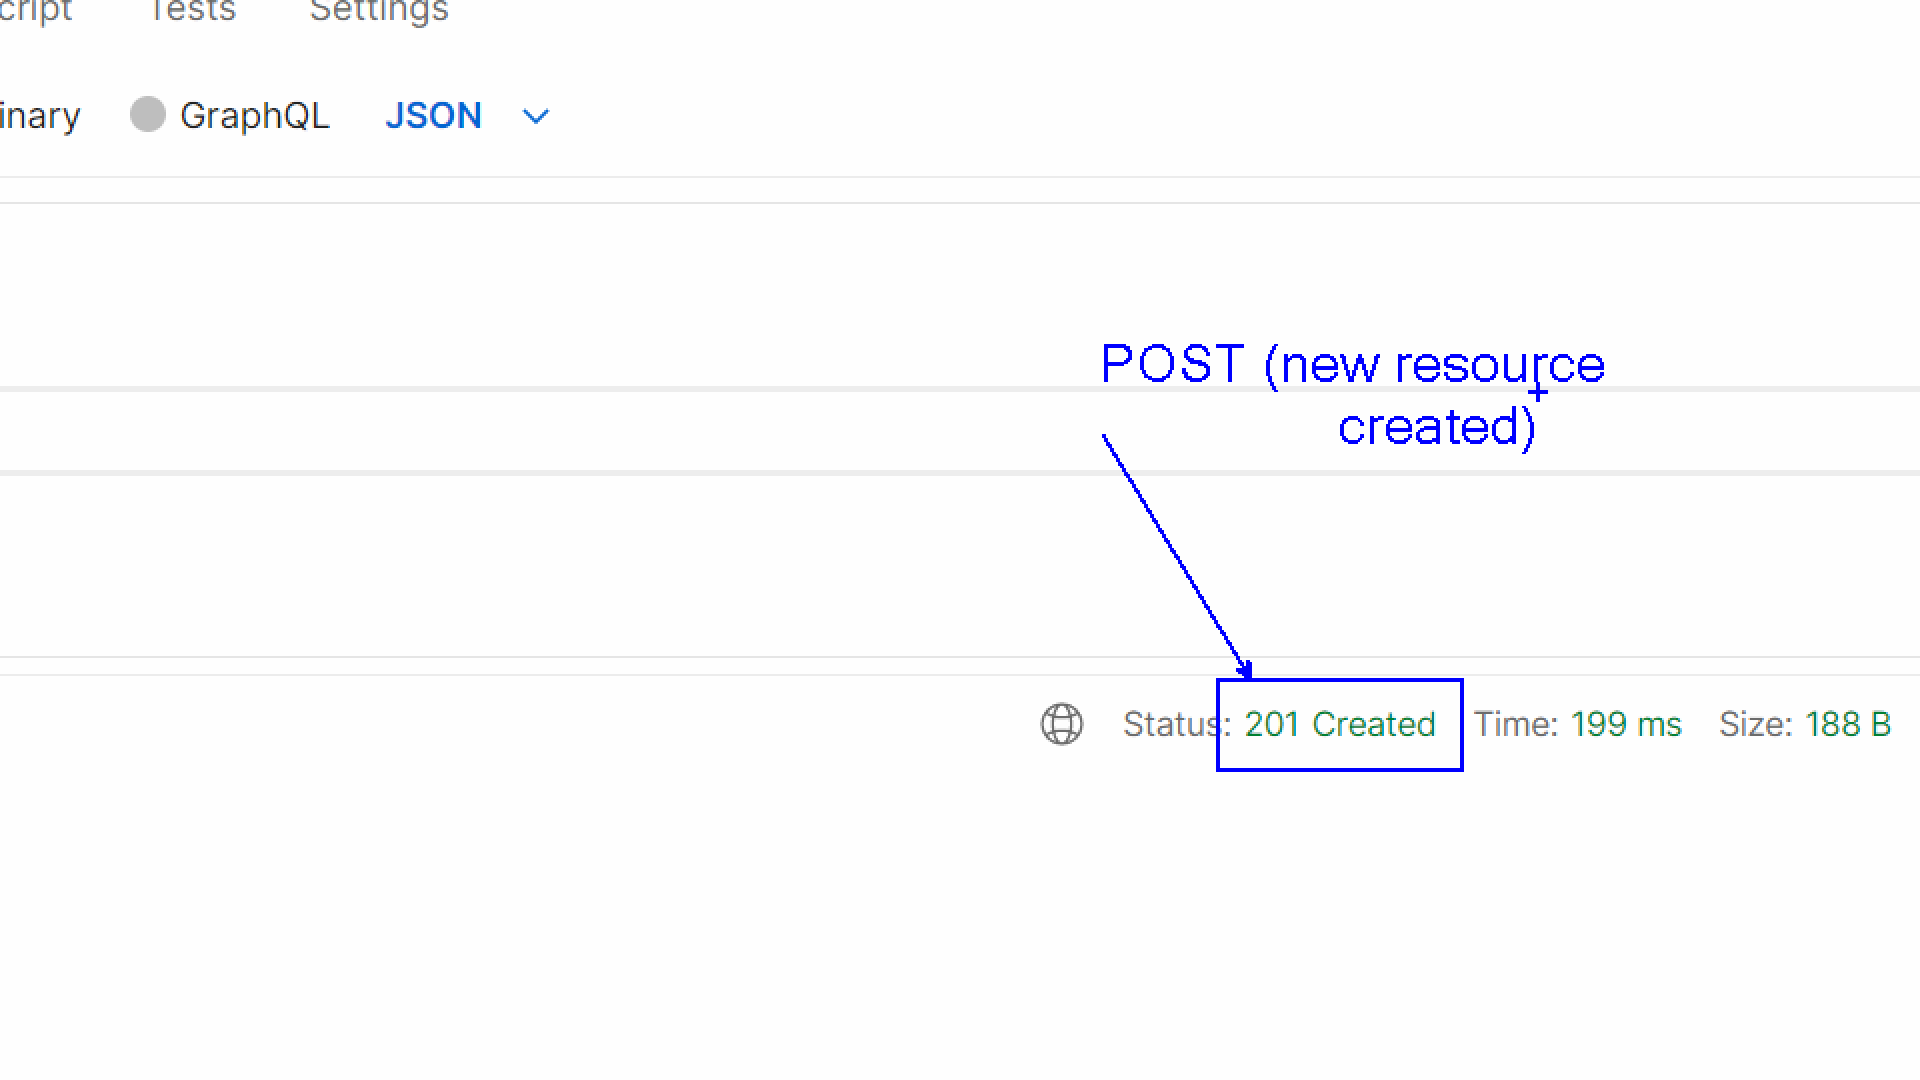 cript Tests Settings
inary GraphQL JSON
POST (new resource
created)
Status: 201 Created Time: 199 ms Size: 188 B